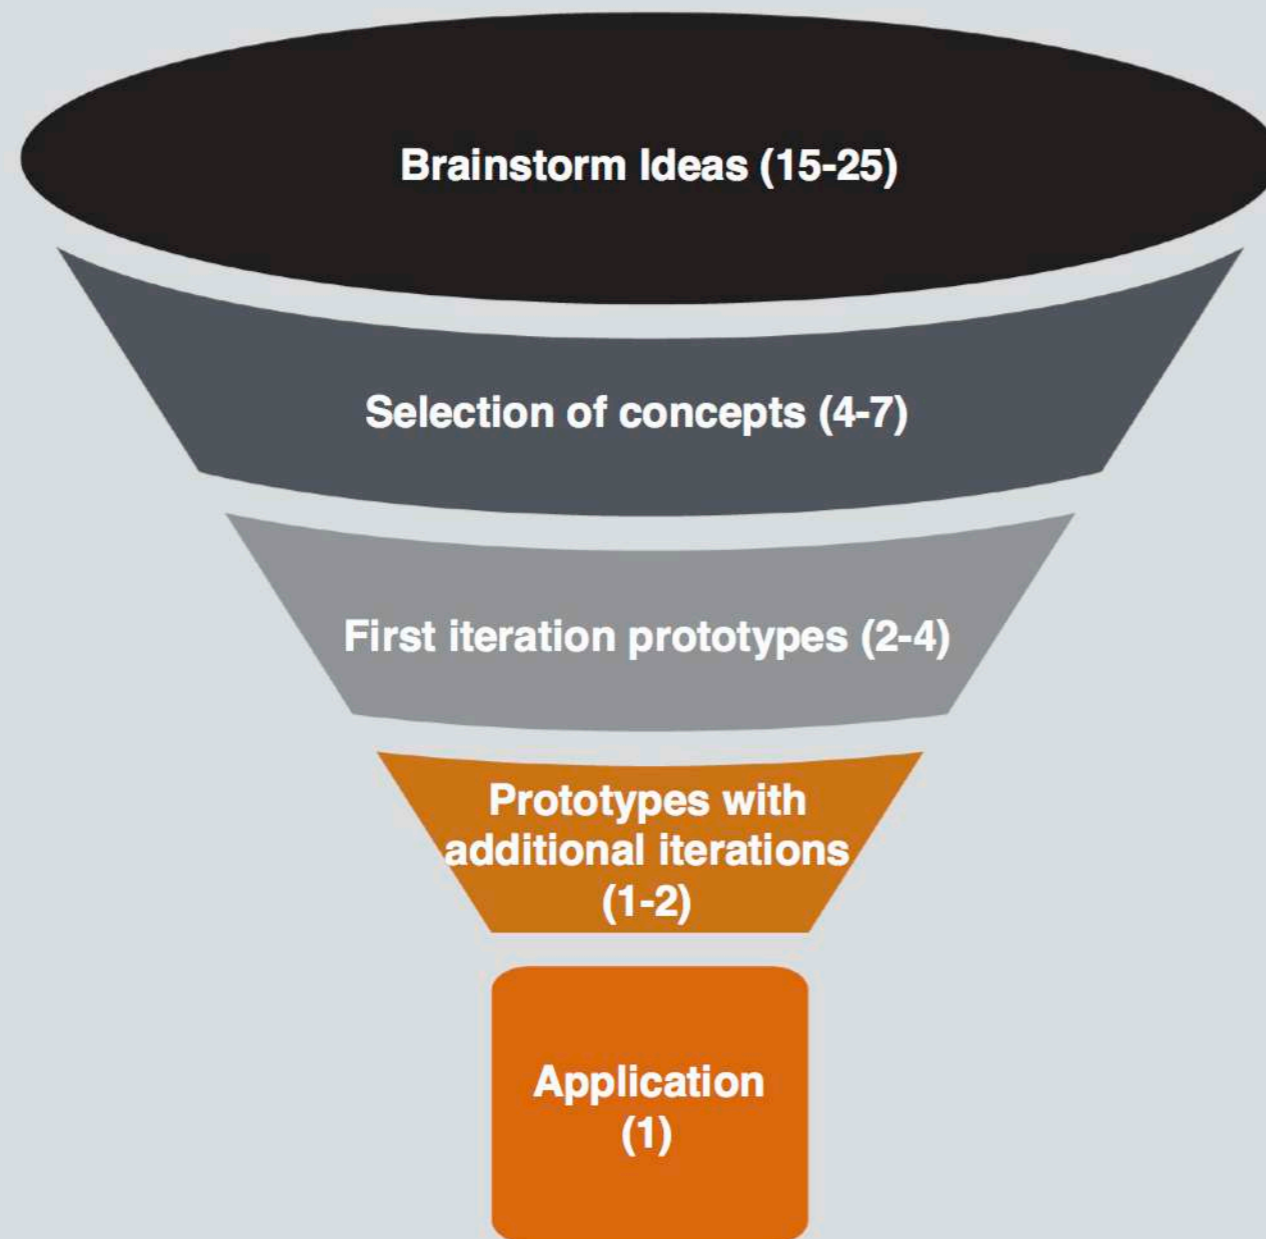 Brainstorm Ideas (15-25)
Selection of concepts (4-7)
First iteration prototypes (2-4)
Prototypes with
additional iterations
(1-2)
Application
(1)